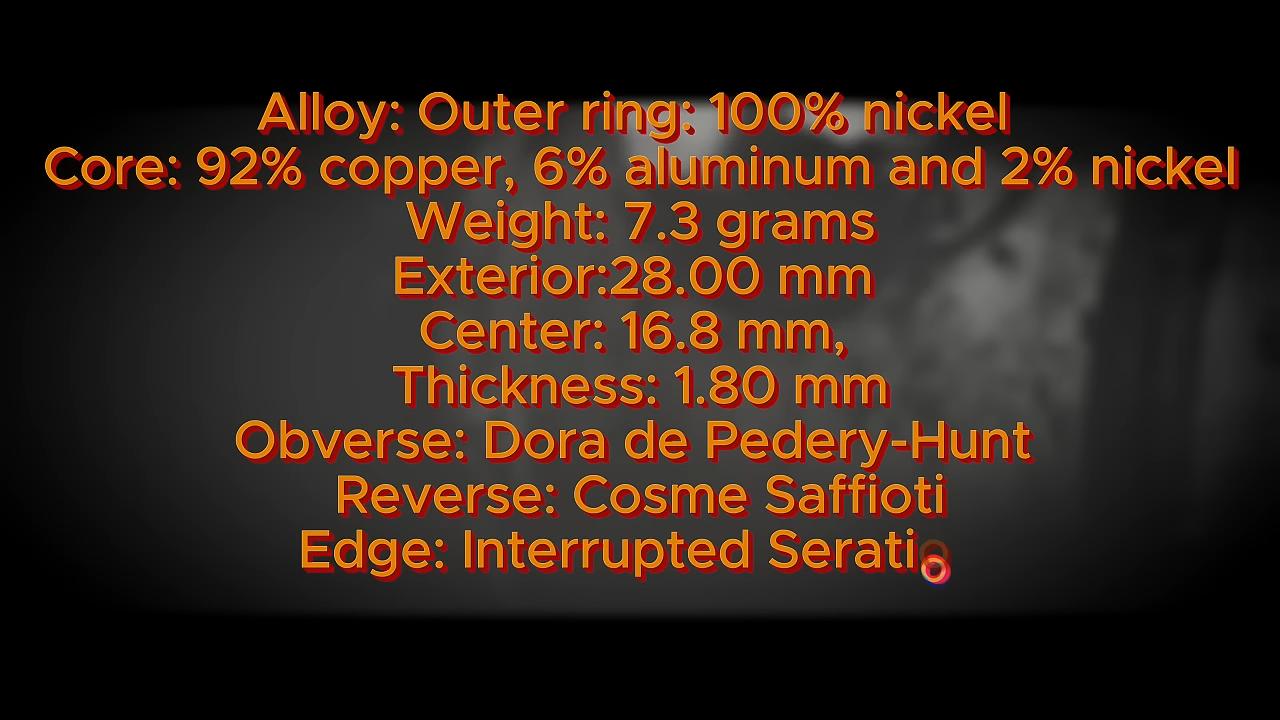 Alloy: Outer ring: 100% nickel
Core: 92% copper, 6% aluminum and 2% nickel
Weight: 7.3 grams
Exterior:28.00 mm
Center: 16.8 mm,
Thickness: 1.80 mm
Obverse: Dora de Pedery-Hunt
Reverse: Cosme Saffioti
Edge: Interrupted Seratio